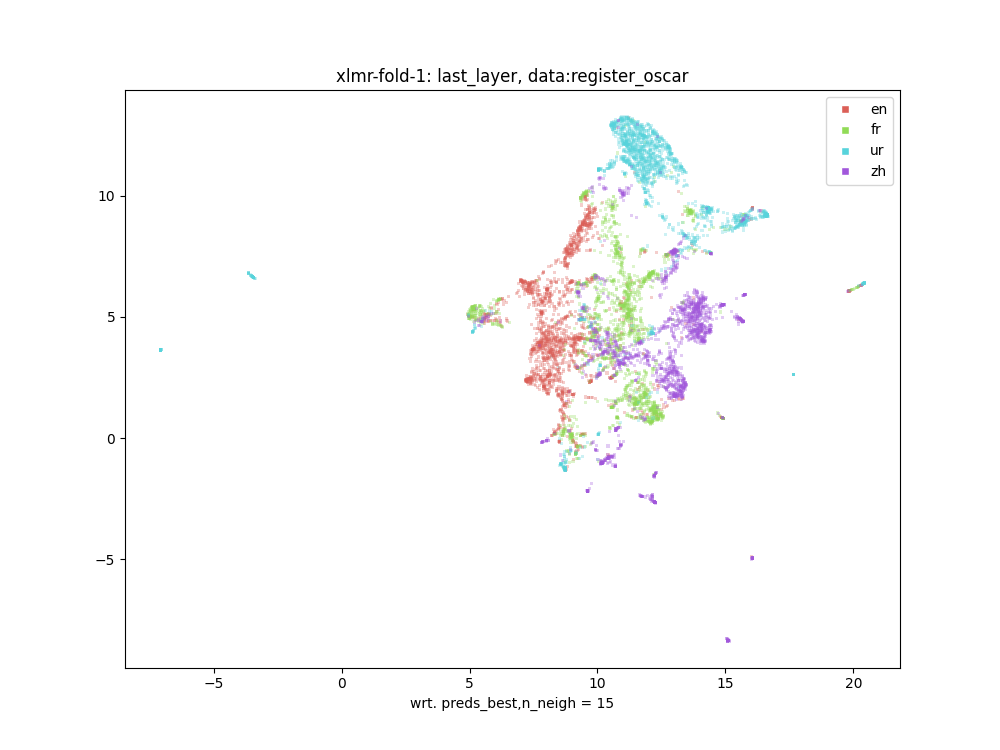 xlmr-fold-1: last_layer, data:register_oscar
en
fr
ur
zh
10
5
0
−5
−5
0
5
10
15
20
wrt. preds_best,n_neigh = 15